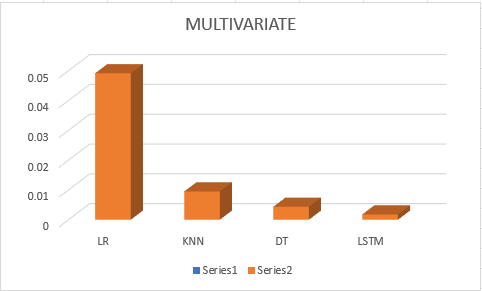 MULTIVARIATE
0.05
0.04
0.03
0.02
0.01
0
LR KNN DT LSTM
Series1 Series2